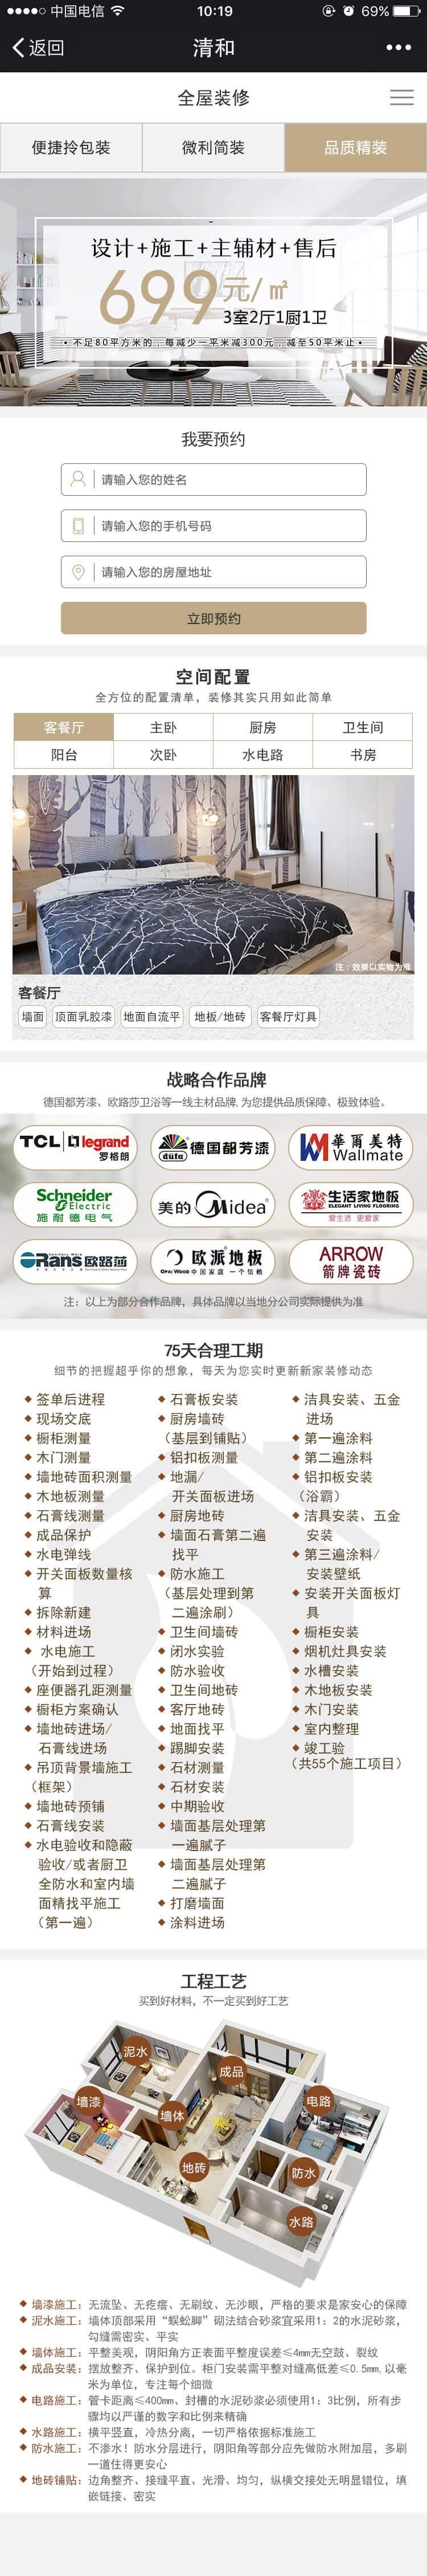 中国电信
10:19
69%
返回
清和
全屋装修
便捷拎包装
微利简装
品质精装
设计+施工+主辅材+售后
699元/㎡
3室2厅1厨1卫
不足80平方米的,每减少一平米减300元,减至50平米止
我要预约
请输入您的姓名
请输入您的手机号码
请输入您的房屋地址
立即预约
空间配置
全方位的配置清单，装修其实只用如此简单
客餐厅 主卧 厨房 卫生间
阳台 次卧 水电路 书房
注：效果以实物为准
客餐厅
墙面 顶面乳胶漆 地面自流平 地板/地砖 客餐厅灯具
战略合作品牌
德国都芳漆、欧路莎卫浴等一线主材品牌,为您提供品质保障、极致体验。
TCL legrand
罗格朗
düfa 德国都芳漆
華爾美特
Wallmate
Schneider
Electric
施耐德电气
美的 Midea
生活家地板
ELEGANT LIVING FLOORING
爱生活 更爱家
Orans 欧路莎
欧派地板
中国家庭 一个信赖
ARROW
箭牌瓷砖
注：以上为部分合作品牌，具体品牌以当地分公司实际提供为准
75天合理工期
细节的把握超乎你的想象，每天为您实时更新新家装修动态
签单后进程
现场交底
橱柜测量
木门测量
墙地砖面积测量
木地板测量
石膏线测量
成品保护
水电弹线
开关面板数量核
算
拆除新建
材料进场
水电施工
（开始到过程）
座便器孔距测量
橱柜方案确认
墙地砖进场/
石膏线进场
吊顶背景墙施工
（框架）
墙地砖预铺
石膏线安装
水电验收和隐蔽
验收/或者厨卫
全防水和室内墙
面精找平施工
（第一遍）
石膏板安装
厨房墙砖
（基层到铺贴）
铝扣板测量
地漏/
开关面板进场
厨房地砖
墙面石膏第二遍
找平
防水施工
（基层处理到第
二遍涂刷）
卫生间墙砖
闭水实验
防水验收
卫生间地砖
客厅地砖
地面找平
踢脚安装
石材测量
石材安装
中期验收
墙面基层处理第
一遍腻子
墙面基层处理第
二遍腻子
打磨墙面
涂料进场
洁具安装、五金
进场
第一遍涂料
第二遍涂料
铝扣板安装
（浴霸）
洁具安装、五金
安装
第三遍涂料/
安装壁纸
安装开关面板灯
具
橱柜安装
烟机灶具安装
水槽安装
木地板安装
木门安装
室内整理
竣工验
（共55个施工项目）
工程工艺
买到好材料，不一定买到好工艺
泥水
成品
墙漆
墙体
电路
地砖
防水
水路
墙漆施工：无流坠、无疙瘩、无刷纹、无沙眼，严格的要求是家安心的保障
泥水施工：墙体顶部采用“蜈蚣脚”砌法结合砂浆宜采用1：2的水泥砂浆，
勾缝需密实、平实
墙体施工：平整美观，阴阳角方正表面平整度误差≤4mm无空鼓、裂纹
成品安装：摆放整齐、保护到位。柜门安装需平整对缝高低差≤0.5mm,以毫
米为单位，专注每个细微
电路施工：管卡距离≤400mm、封槽的水泥砂浆必须使用1：3比例，所有步
骤均以严谨的数字和比例来精确
水路施工：横平竖直，冷热分离，一切严格依据标准施工
防水施工：不渗水！防水分层进行，阴阳角等部分应先做防水附加层，多刷
一道住得更安心
地砖铺贴：边角整齐、接缝平直、光滑、均匀，纵横交接处无明显错位，填
嵌链接、密实